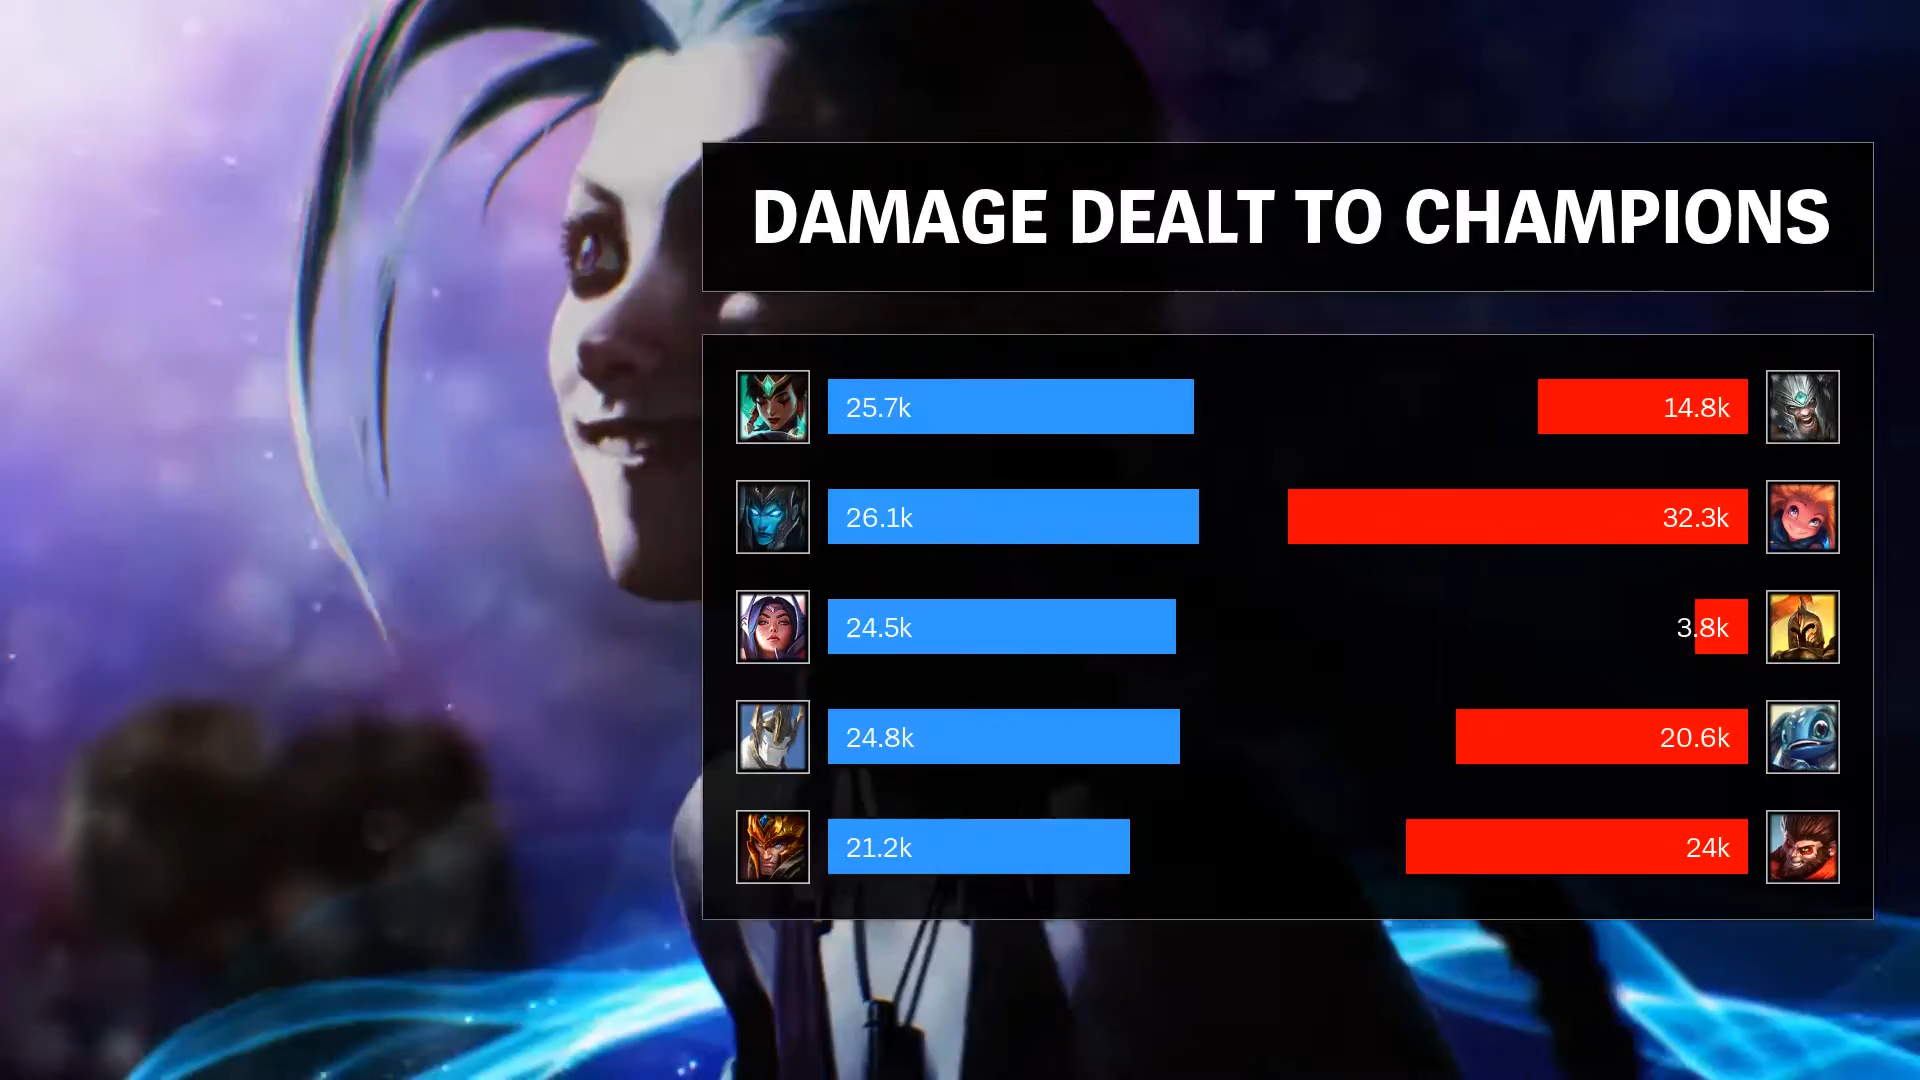 DAMAGE DEALT TO CHAMPIONS
25.7k 14.8k
26.1k 32.3k
24.5k 3.8k
24.8k 20.6k
21.2k 24k